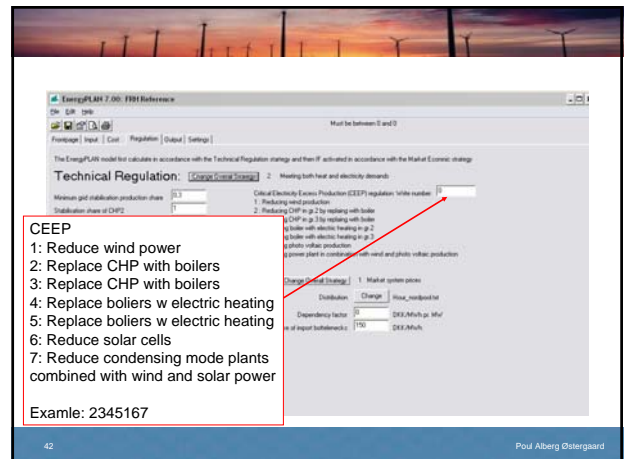 EnergyPLAN 7.00: FRH Reference
File Edit Help
Must be between 0 and 0
Frontpage Input Cost Regulation Output Settings
The EnergyPLAN model first calculate in accordance with the Technical Regulation startegy and then IF activated in accordance with the Market Economic strategy
Technical Regulation: Change Overall Strategy 2 Meeting both heat and electricity demands
Minimum grid stabilisation production share 0.3
Critical Electricity Excess Production (CEEP) regulation: Write number: 0
Stabilisation share of CHP2 1
1. Reducing wind production
2. Reducing CHP in gr.2 by replaing with boiler
g CHP in gr.3 by replaing with boiler
g boiler with electric heating in gr.2
g boiler with electric heating in gr.3
g photo voltaic production
g power plant in combination with wind and photo voltaic production
Change Overall Strategy 1 Market system prices
Distribution Change Hour_nordpool.txt
Dependency factor 0 DKK/MWh pr. MW
of import bottlenecks 150 DKK/MWh
CEEP
1: Reduce wind power
2: Replace CHP with boilers
3: Replace CHP with boilers
4: Replace boliers w electric heating
5: Replace boliers w electric heating
6: Reduce solar cells
7: Reduce condensing mode plants
combined with wind and solar power
Examle: 2345167
42
Poul Alberg Østergaard